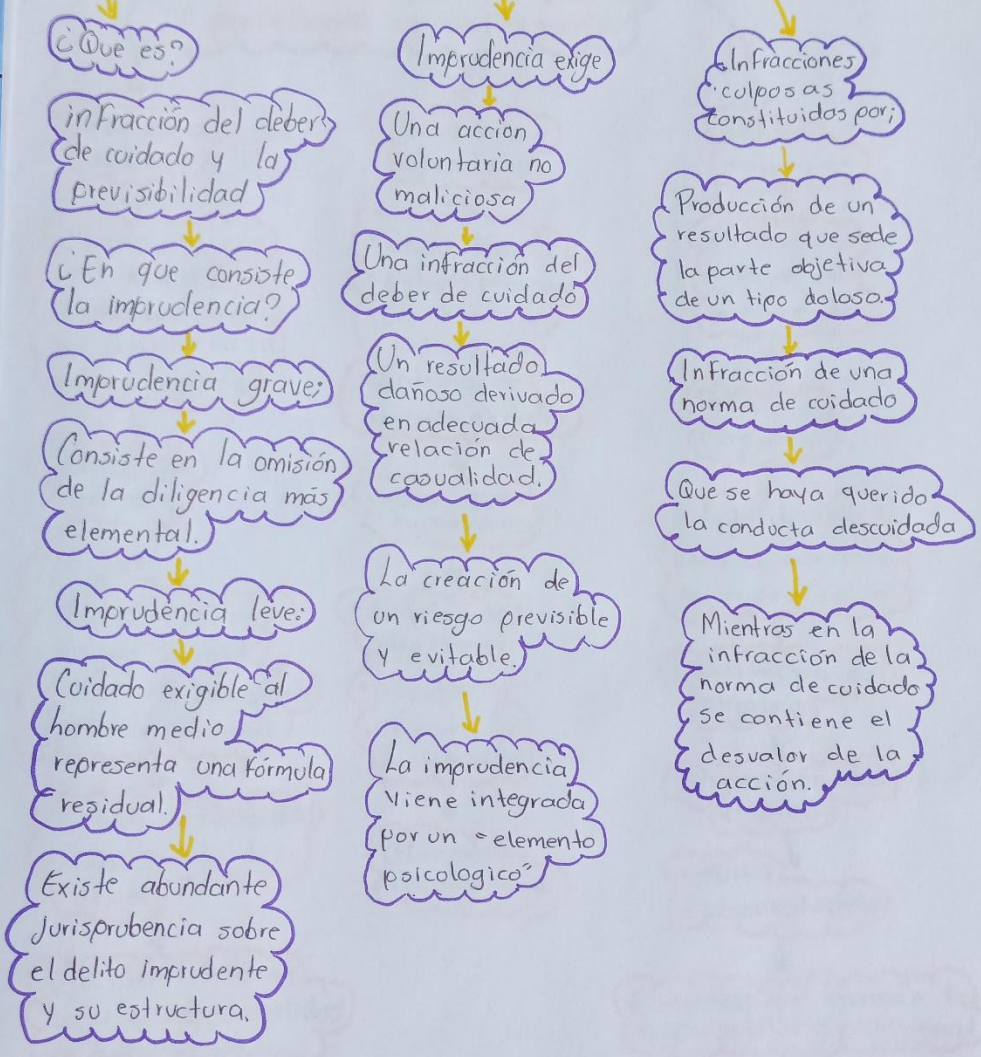 ¿Que es?
infracción del deber
de cuidado y la
previsibilidad
¿En que consiste
la imprudencia?
Imprudencia grave;
Consiste en la omisión
de la diligencia más
elemental.
Imprudencia leve:
Cuidado exigible al
hombre medio
representa una fórmula
residual.
Existe abundante
jurisprubencia sobre
el delito imprudente
y su estructura.
Imprudencia exige
Una acción
voluntaria no
maliciosa
Una infracción del
deber de cuidado
Un resultado
dañoso derivado
en adecuada
relación de
casualidad.
La creación de
un riesgo previsible
y evitable.
La imprudencia
viene integrada
por un "elemento
psicologico"
Infracciones
culposas
constituidos por;
Producción de un
resultado que sede
la parte objetiva
de un tipo doloso.
Infracción de una
norma de cuidado
Que se haya querido
la conducta descuidada
Mientras en la
infracción de la
norma de cuidado
se contiene el
desvalor de la
acción.